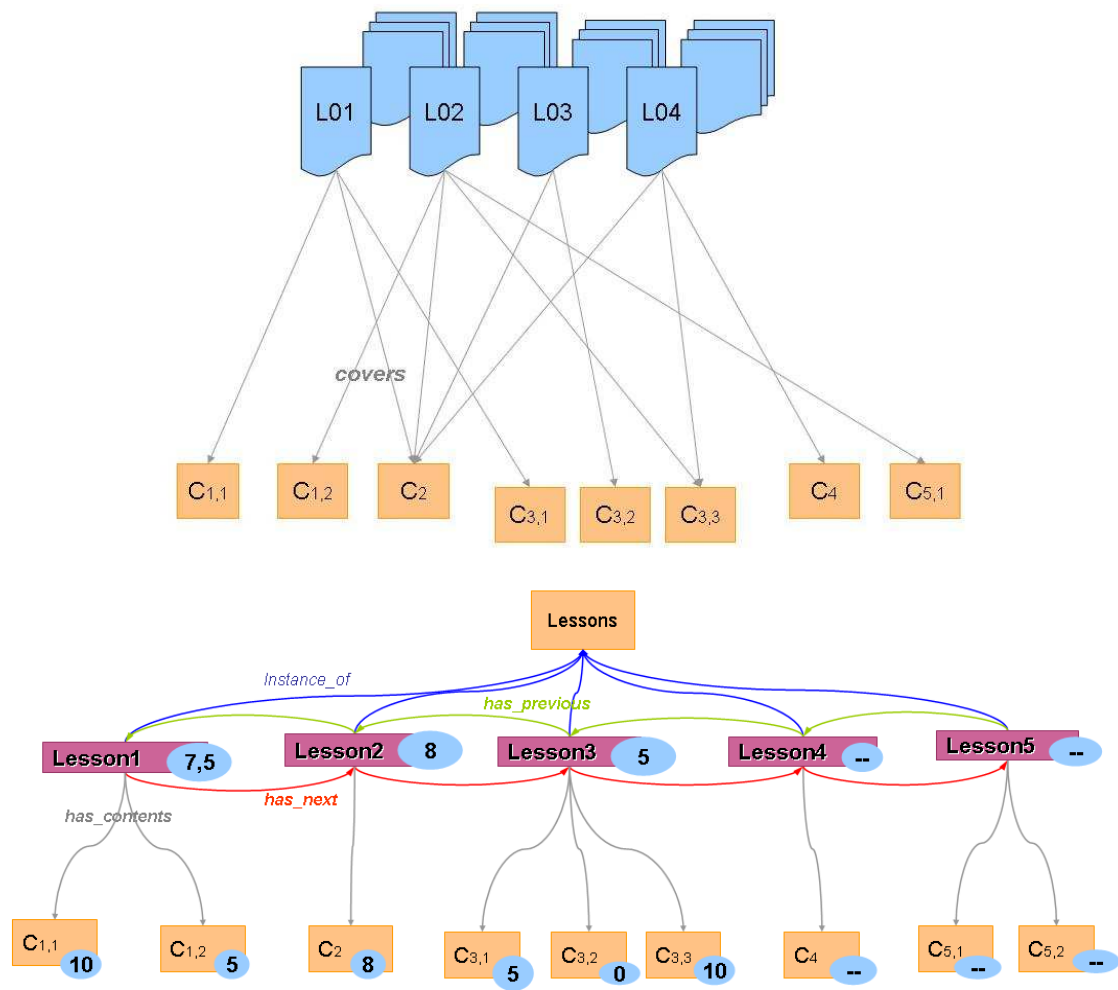 L01 L02 L03 L04
covers
C1,1 C1,2 C2 C3,1 C3,2 C3,3 C4 C5,1
Lessons
Instance_of
has_previous
Lesson1 7,5 Lesson2 8 Lesson3 5 Lesson4 -- Lesson5 --
has_next
has_contents
C1,1 10 C1,2 5 C2 8 C3,1 5 C3,2 0 C3,3 10 C4 -- C5,1 -- C5,2 --